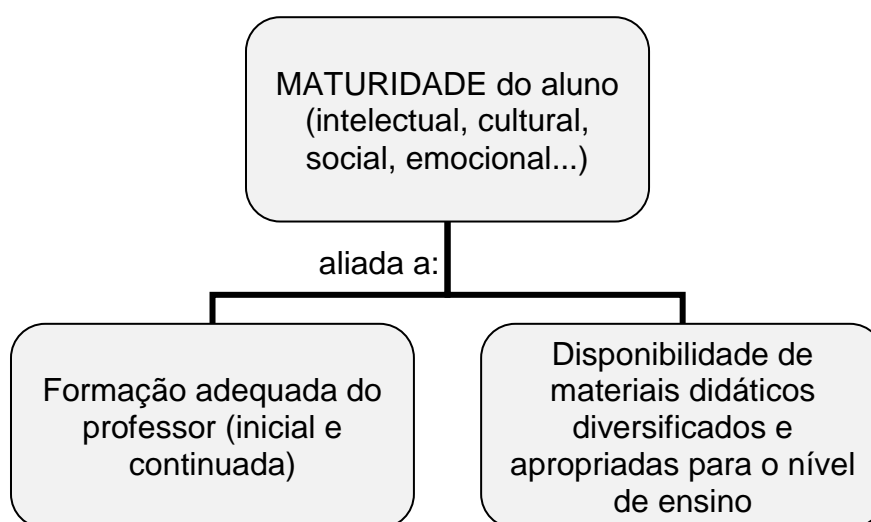 MATURIDADE do aluno
(intelectual, cultural,
social, emocional...)
aliada a:
Formação adequada do
professor (inicial e
continuada)
Disponibilidade de
materiais didáticos
diversificados e
apropriadas para o nível
de ensino